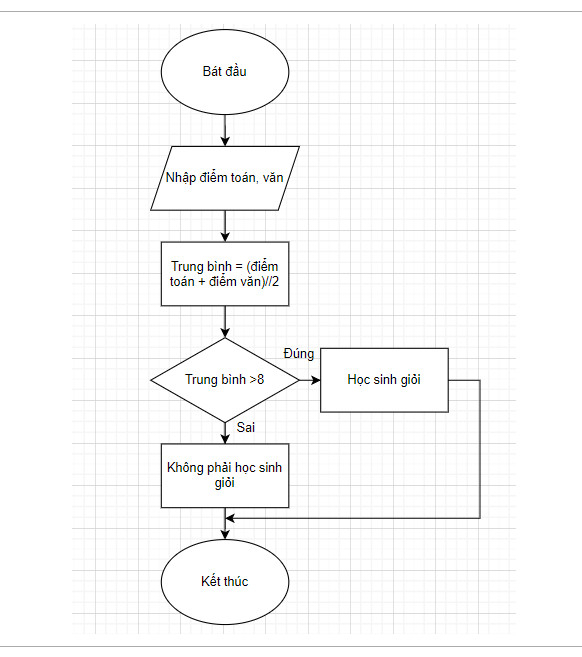 Bát đầu
Nhập điểm toán, văn
Trung bình = (điểm
toán + điểm văn)//2
Trung bình >8
Đúng
Học sinh giỏi
Sai
Không phải học sinh
giỏi
Kết thúc